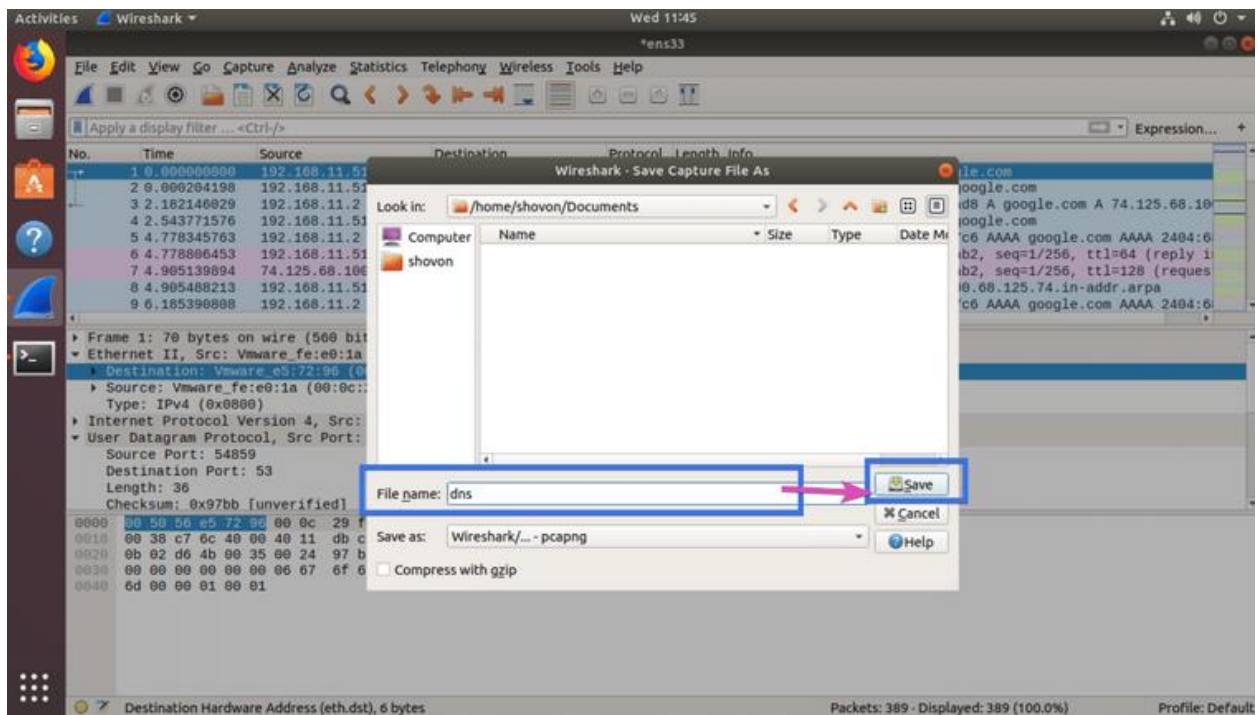 Activities Wireshark Wed 11:45
*ens33
File Edit View Go Capture Analyze Statistics Telephony Wireless Tools Help
Apply a display filter ... <Ctrl-/> Expression... +
No. Time Source Destination Protocol Length Info
1 0.000000000 192.168.11.51 le.com
2 0.000204198 192.168.11.51 oogle.com
3 2.182146029 192.168.11.2 d8 A google.com A 74.125.68.10
4 2.543771576 192.168.11.51 oogle.com
5 4.778345763 192.168.11.2 c6 AAAA google.com AAAA 2404:6
6 4.778806453 192.168.11.51 b2, seq=1/256, ttl=64 (reply i
7 4.905139894 74.125.68.100 b2, seq=1/256, ttl=128 (reques
8 4.905488213 192.168.11.51 0.68.125.74.in-addr.arpa
9 6.185390808 192.168.11.2 c6 AAAA google.com AAAA 2404:6
Wireshark · Save Capture File As
Look in: /home/shovon/Documents
Computer
shovon
Name Size Type Date Mo
File name: dns
Save
Cancel
Save as: Wireshark/... - pcapng
Help
Compress with gzip
Frame 1: 70 bytes on wire (560 bit
Ethernet II, Src: Vmware_fe:e0:1a
Destination: Vmware_e5:72:96 (0
Source: Vmware_fe:e0:1a (00:0c:
Type: IPv4 (0x0800)
Internet Protocol Version 4, Src:
User Datagram Protocol, Src Port:
Source Port: 54859
Destination Port: 53
Length: 36
Checksum: 0x97bb [unverified]
0000 00 50 56 e5 72 96 00 0c 29 f
0010 00 38 c7 6c 40 00 40 11 db c
0020 0b 02 d6 4b 00 35 00 24 97 b
0030 00 00 00 00 00 00 06 67 6f 6
0040 6d 00 00 01 00 01
Destination Hardware Address (eth.dst), 6 bytes Packets: 389 · Displayed: 389 (100.0%) Profile: Default